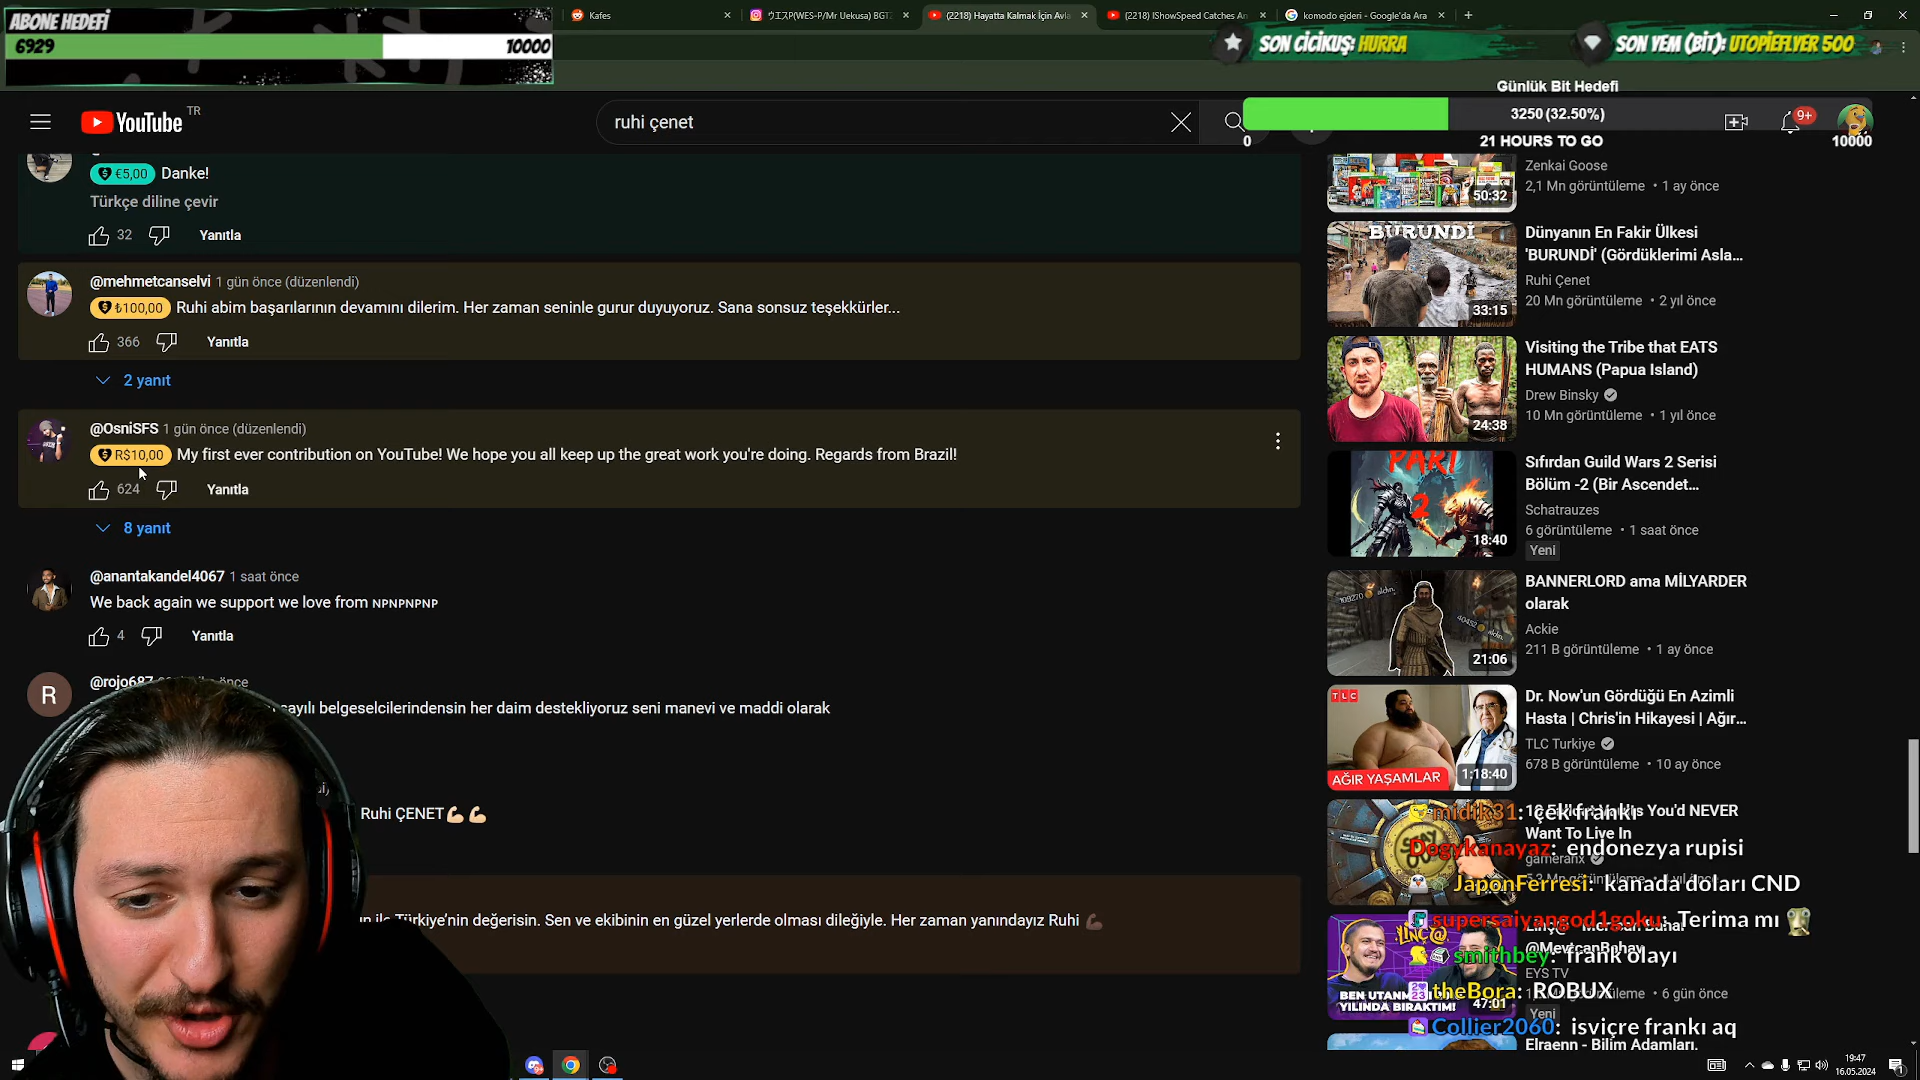 ABONE HEDEFİ
6929
10000
Kafes
ウエスP(WES-P/Mr Uekusa) BGT
(2218) Hayatta Kalmak İçin Avla
(2218) IShowSpeed Catches An
komodo ejderi - Google'da Ara
SON CİCİKUŞ: HURRA
SON YEM (BİT): UTOPIEFLYER 500
Günlük Bit Hedefi
3250 (32.50%)
0
21 HOURS TO GO
10000
YouTube
TR
ruhi çenet
9+
€5,00 Danke!
Türkçe diline çevir
32
Yanıtla
@mehmetcanselvi 1 gün önce (düzenlendi)
₺100,00 Ruhi abim başarılarının devamını dilerim. Her zaman seninle gurur duyuyoruz. Sana sonsuz teşekkürler...
366
Yanıtla
2 yanıt
@OsniSFS 1 gün önce (düzenlendi)
R$10,00 My first ever contribution on YouTube! We hope you all keep up the great work you're doing. Regards from Brazil!
624
Yanıtla
8 yanıt
@anantakandel4067 1 saat önce
We back again we support we love from ɴᴘɴᴘɴᴘɴᴘ
4
Yanıtla
R
@rojo687
önce
sayılı belgeselcilerindensin her daim destekliyoruz seni manevi ve maddi olarak
Ruhi ÇENET💪🏼💪🏼
ile Türkiye'nin değerisin. Sen ve ekibinin en güzel yerlerde olması dileğiyle. Her zaman yanındayız Ruhi 💪🏿
50:32
Zenkai Goose
2,1 Mn görüntüleme • 1 ay önce
BURUNDİ
33:15
Dünyanın En Fakir Ülkesi
'BURUNDİ' (Gördüklerimi Asla...
Ruhi Çenet
20 Mn görüntüleme • 2 yıl önce
24:38
Visiting the Tribe that EATS
HUMANS (Papua Island)
Drew Binsky
10 Mn görüntüleme • 1 yıl önce
PART
2
18:40
Sıfırdan Guild Wars 2 Serisi
Bölüm -2 (Bir Ascendet...
Schatrauzes
6 görüntüleme • 1 saat önce
Yeni
21:06
BANNERLORD ama MİLYARDER
olarak
Ackie
211 B görüntüleme • 1 ay önce
TLC
AĞIR YAŞAMLAR
1:18:40
Dr. Now'un Gördüğü En Azimli
Hasta | Chris'in Hikayesi | Ağır...
TLC Turkiye
678 B görüntüleme • 10 ay önce
You'd NEVER
Want To Live In
gameranx
LİNÇ@
BEN UTANM
YILINDA BIRAKTIM!
47:01
@MevlcanBahav
EYS TV
görüntüleme • 6 gün önce
Yeni
Elraenn - Bilim Adamları,
midik31: çek frankı
Dogykanayaz: endonezya rupisi
JaponFerresi: kanada doları CND
supersaiyangod1goku: Terima mı
smithbey: frank olayı
theBora: ROBUX
Collier2060: isviçre frankı aq
19:47
16.05.2024